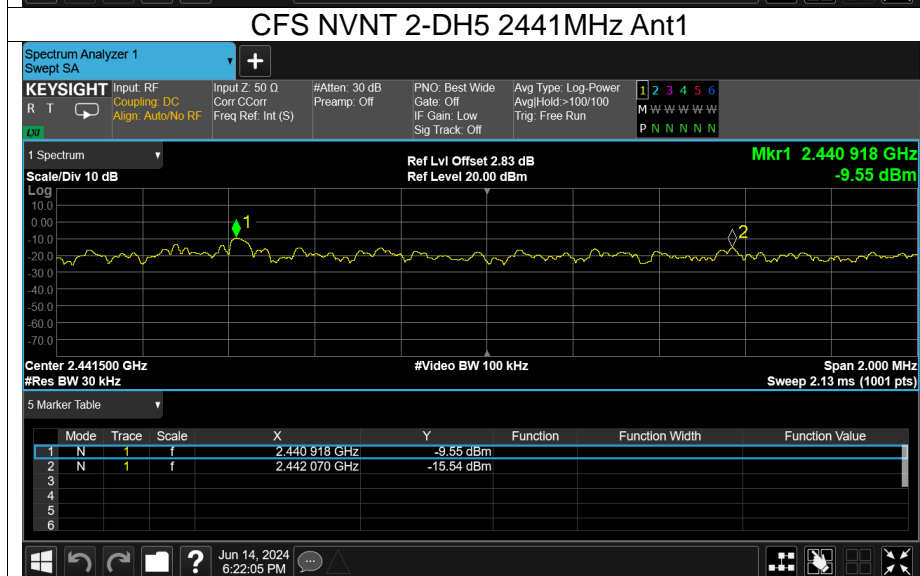 CFS NVNT 2-DH5 2441MHz Ant1
Spectrum Analyzer 1
Swept SA
+
KEYSIGHT
R T
LXI
Input: RF
Coupling: DC
Align: Auto/No RF
Input Z: 50 Ω
Corr CCorr
Freq Ref: Int (S)
#Atten: 30 dB
Preamp: Off
PNO: Best Wide
Gate: Off
IF Gain: Low
Sig Track: Off
Avg Type: Log-Power
Avg|Hold:>100/100
Trig: Free Run
1 2 3 4 5 6
M W W W W W
P N N N N N
1 Spectrum
Scale/Div 10 dB
Ref Lvl Offset 2.83 dB
Ref Level 20.00 dBm
Mkr1 2.440 918 GHz
-9.55 dBm
Log
10.0
0.00
-10.0
-20.0
-30.0
-40.0
-50.0
-60.0
-70.0
1
2
Center 2.441500 GHz
#Video BW 100 kHz
Span 2.000 MHz
#Res BW 30 kHz
Sweep 2.13 ms (1001 pts)
5 Marker Table
Mode Trace Scale X Y Function Function Width Function Value
1 N 1 f 2.440 918 GHz -9.55 dBm
2 N 1 f 2.442 070 GHz -15.54 dBm
3
4
5
6
?
Jun 14, 2024
6:22:05 PM